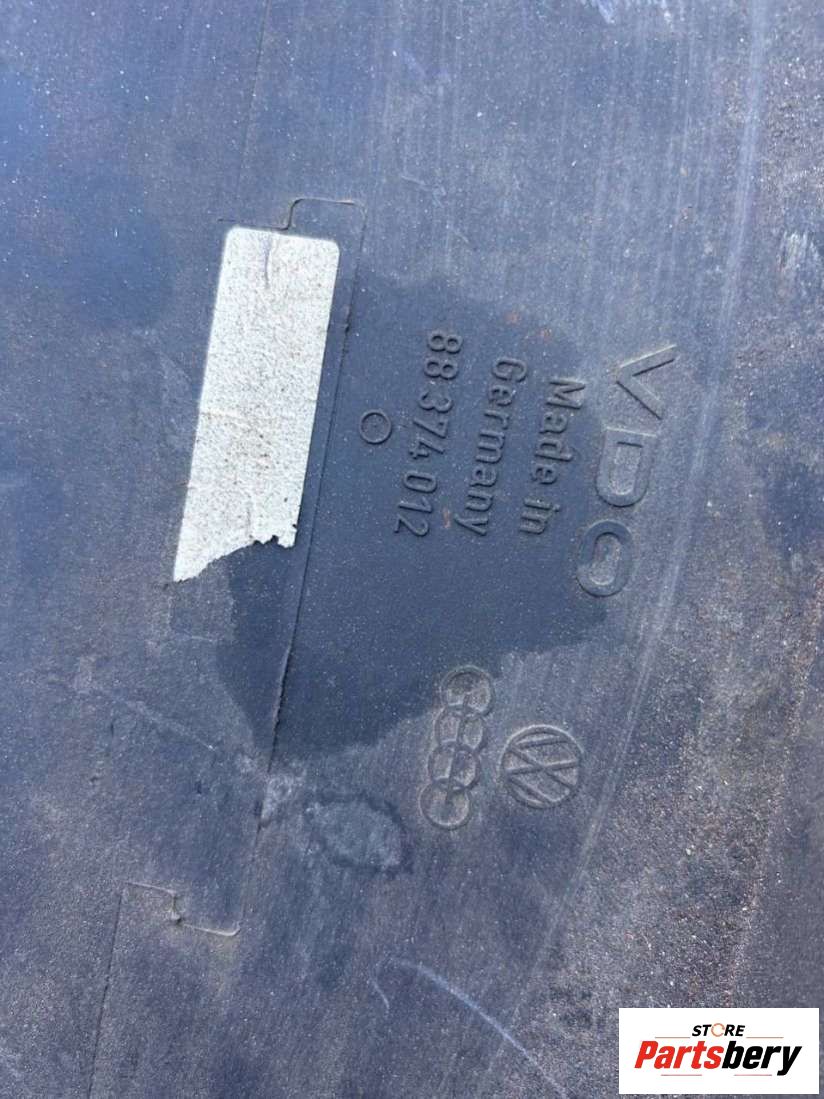 VDO
Made in
Germany
88 374 012
STORE
Partsbery